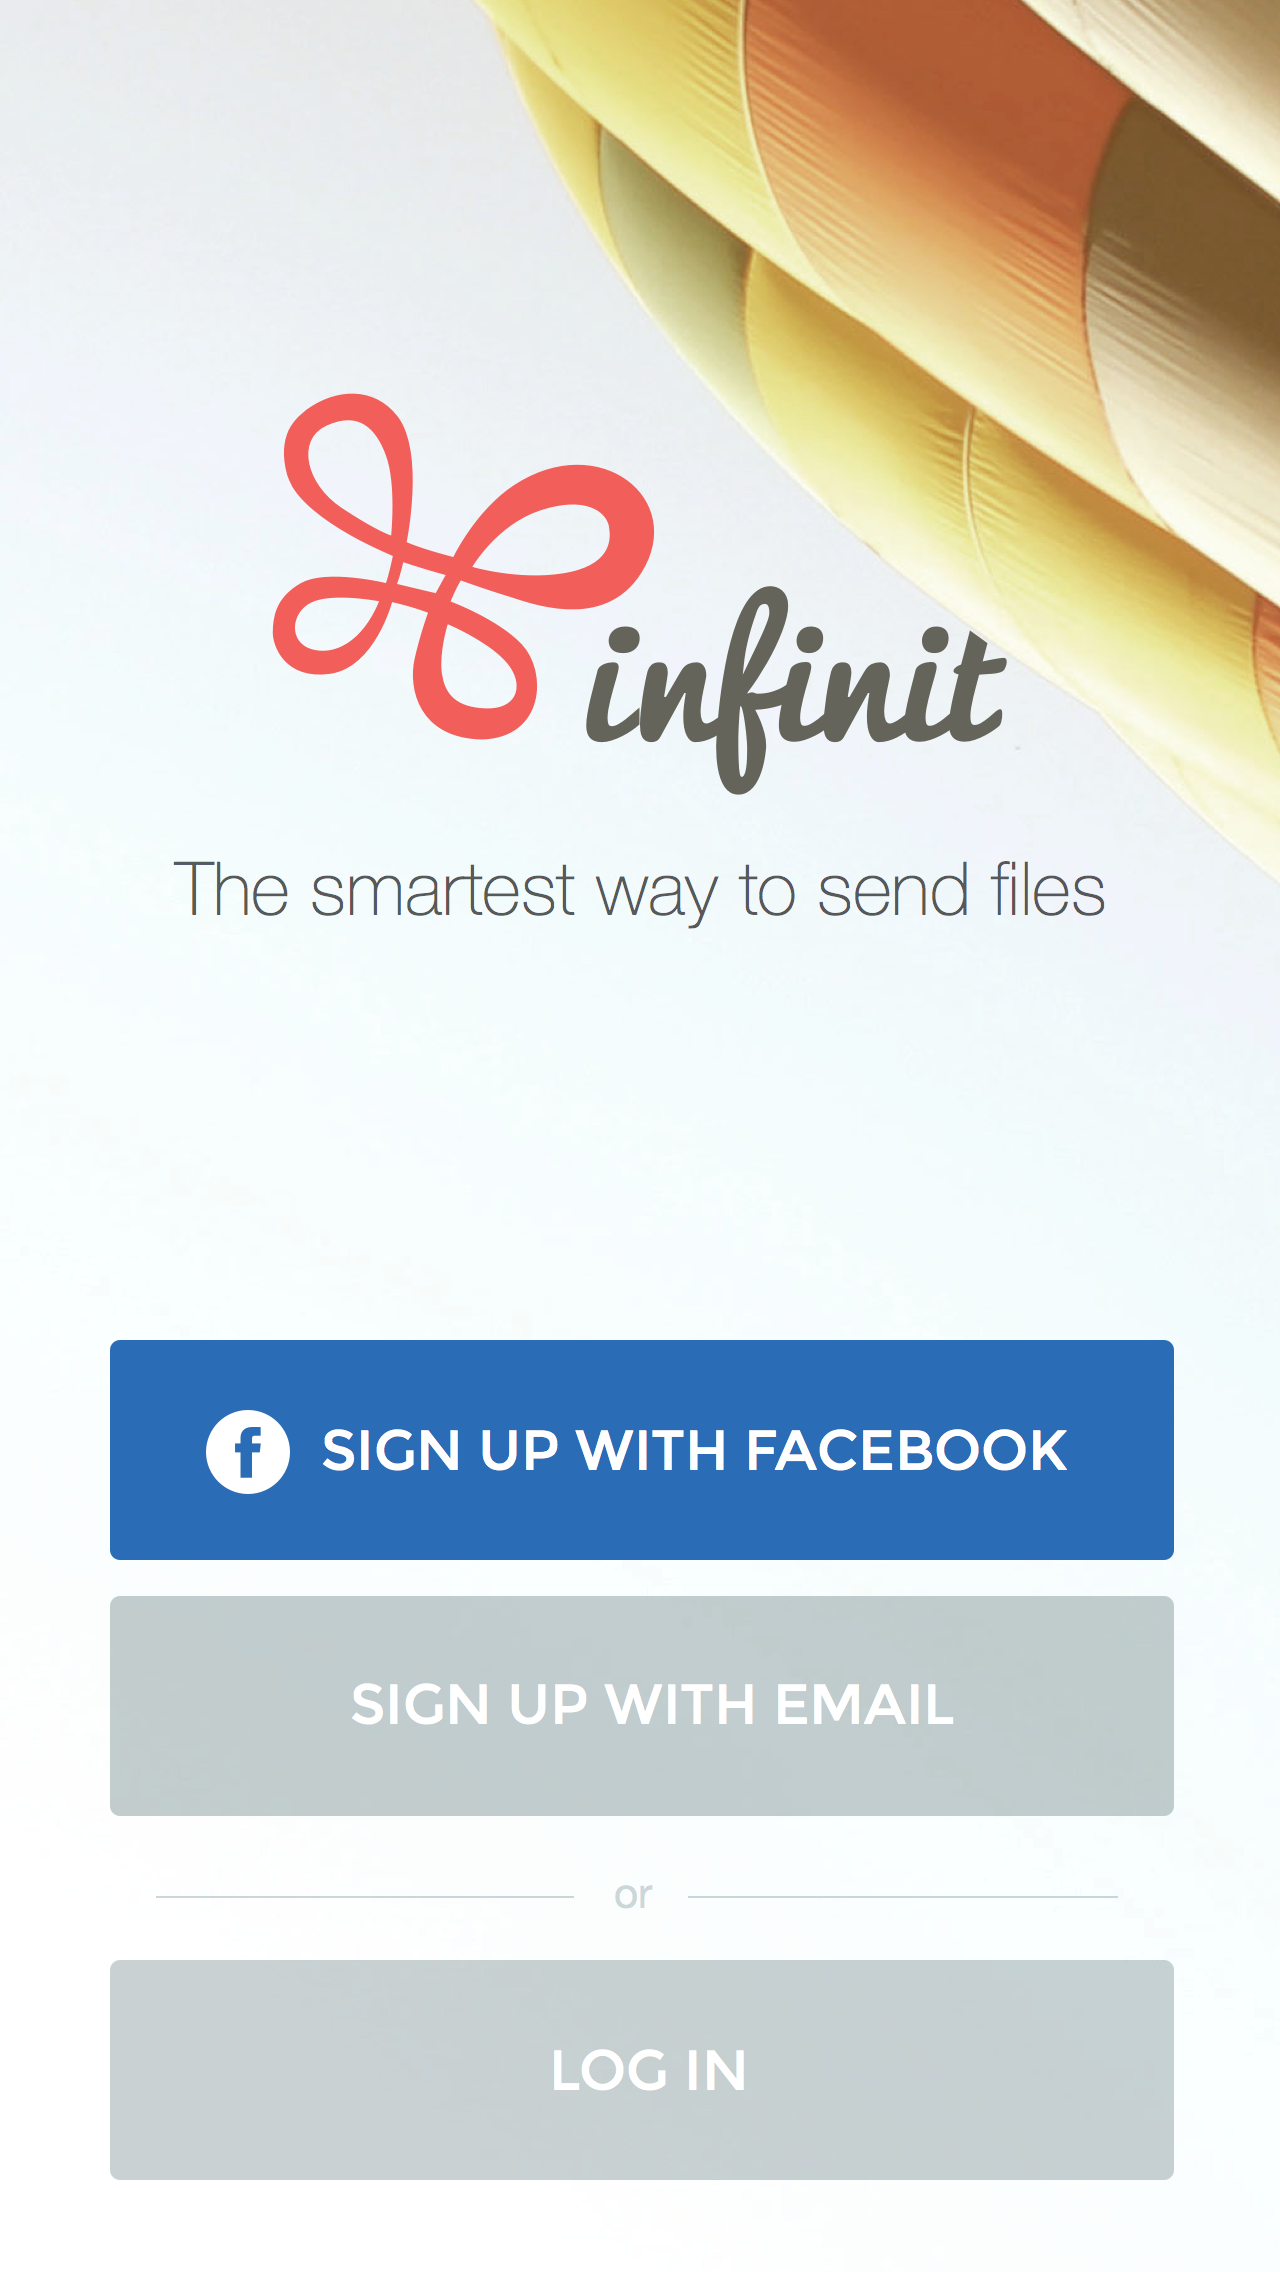 infinit
The smartest way to send files
SIGN UP WITH FACEBOOK
SIGN UP WITH EMAIL
or
LOG IN